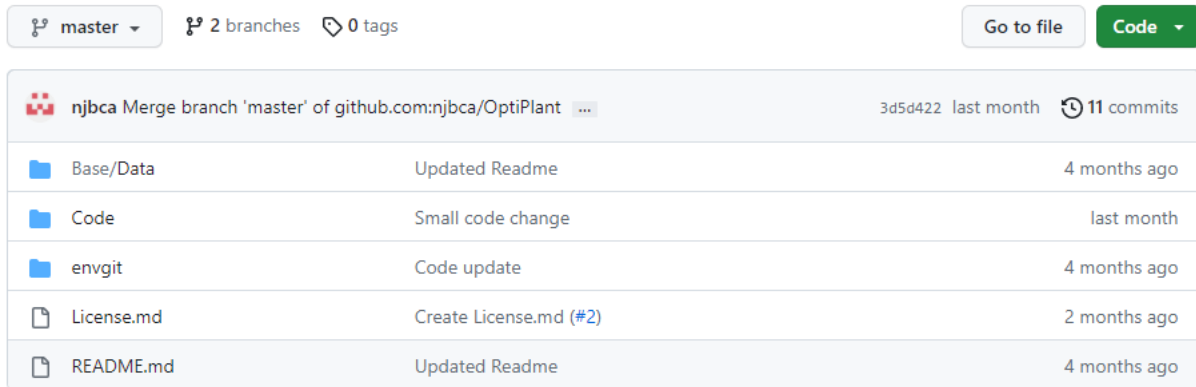 master 2 branches 0 tags Go to file Code
njbca Merge branch 'master' of github.com:njbca/OptiPlant ... 3d5d422 last month 11 commits
Base/Data Updated Readme 4 months ago
Code Small code change last month
envgit Code update 4 months ago
License.md Create License.md (#2) 2 months ago
README.md Updated Readme 4 months ago